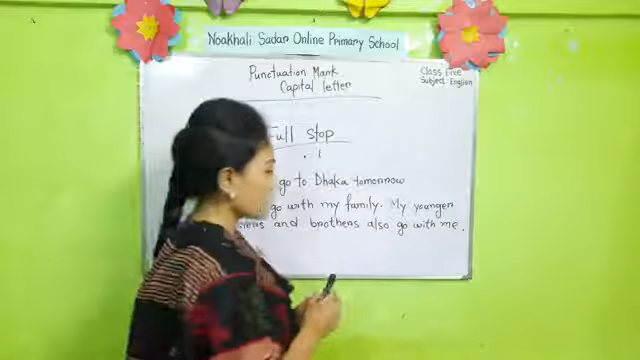 Noakhali Sadar Online Primary School
Punctuation Mark
Capital letter
Class Five
Subject: English
Full stop
. ।
go to Dhaka tomorrow
go with my family. My younger
and brothers also go with me.